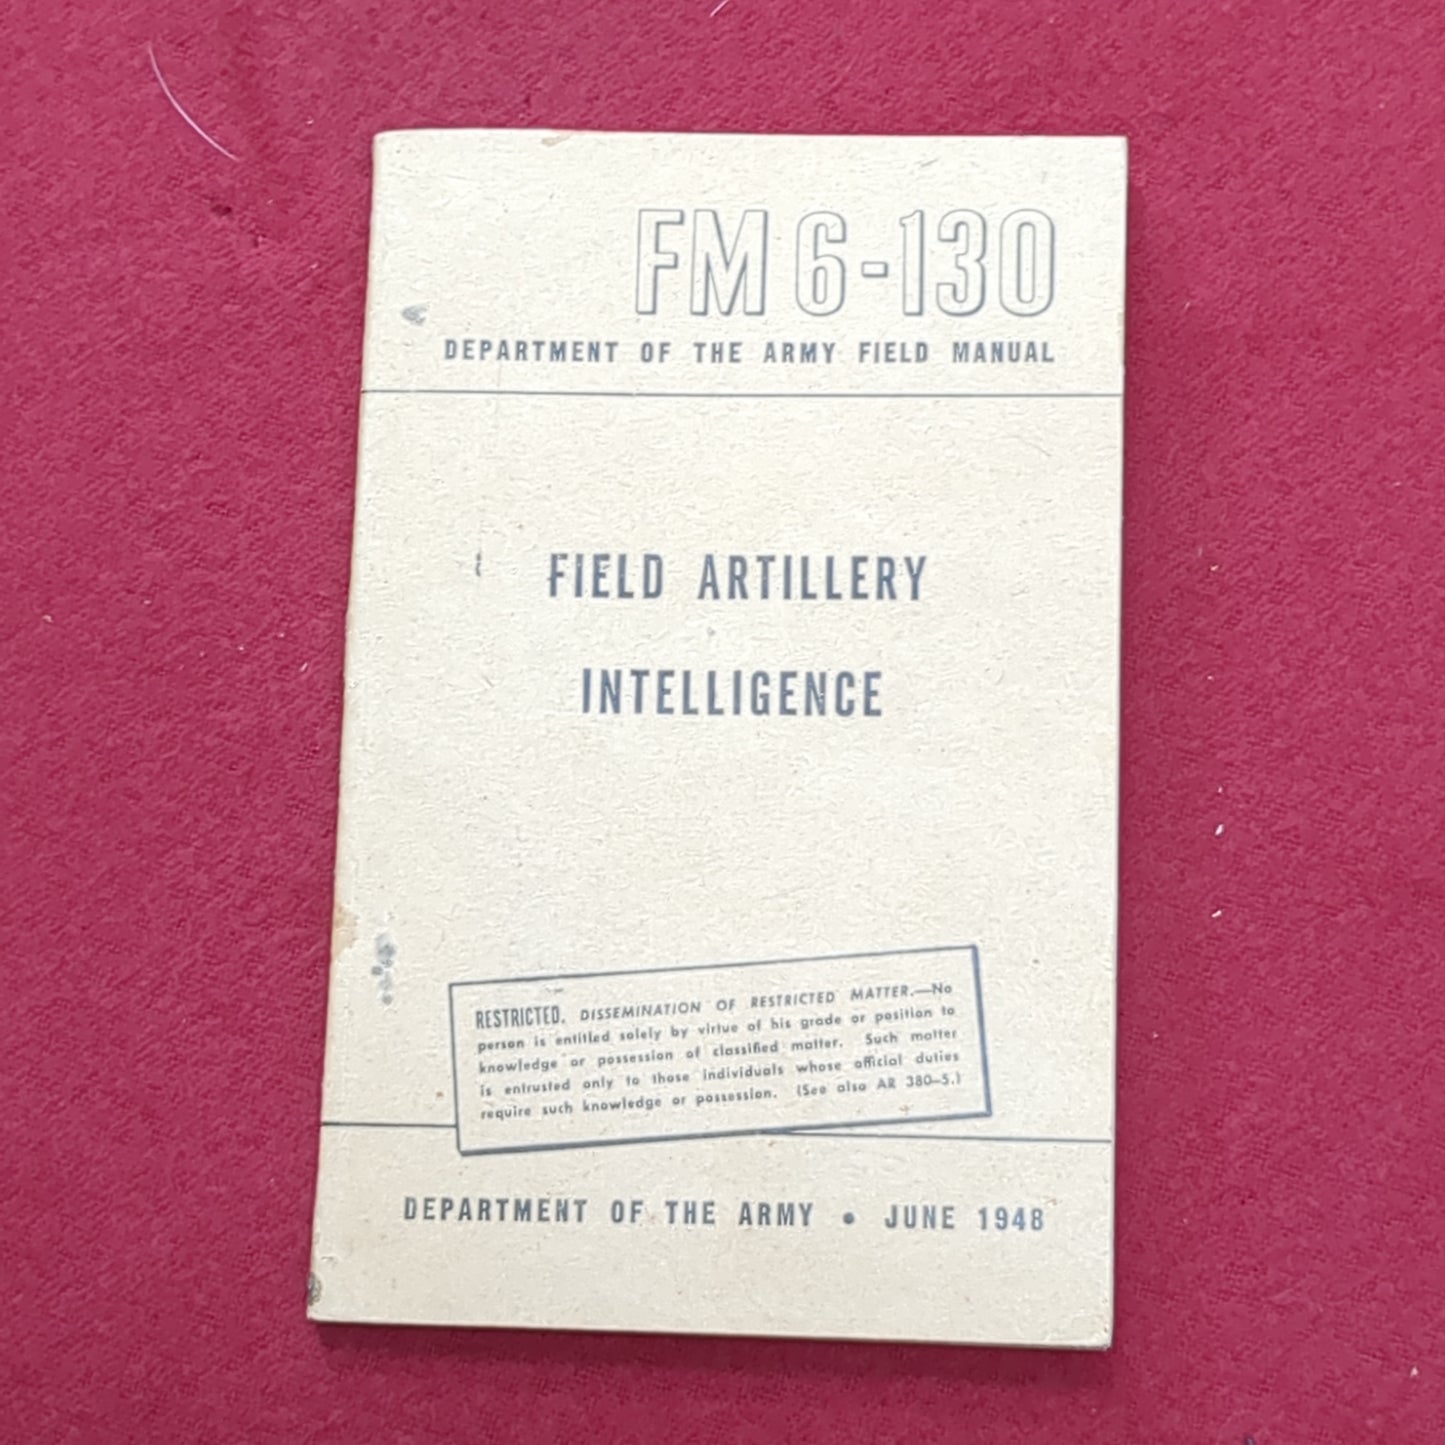 FM 6-130
DEPARTMENT OF THE ARMY FIELD MANUAL
FIELD ARTILLERY
INTELLIGENCE
RESTRICTED. DISSEMINATION OF RESTRICTED MATTER.—No
person is entitled solely by virtue of his grade or position to
knowledge or possession of classified matter. Such matter
is entrusted only to those individuals whose official duties
require such knowledge or possession. (See also AR 380-5.)
DEPARTMENT OF THE ARMY • JUNE 1948